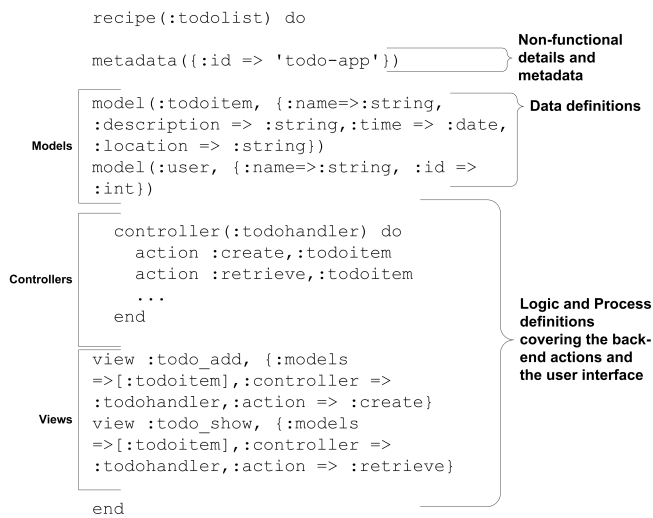 recipe(:todolist) do
metadata({:id => 'todo-app'})
Non-functional
details and
metadata
Models
model(:todoitem, {:name=>:string,
:description => :string,:time => :date,
:location => :string})
model(:user, {:name=>:string, :id =>
:int})
Data definitions
Controllers
controller(:todohandler) do
action :create,:todoitem
action :retrieve,:todoitem
...
end
Views
view :todo_add, {:models
=>[:todoitem],:controller =>
:todohandler,:action => :create}
view :todo_show, {:models
=>[:todoitem],:controller =>
:todohandler,:action => :retrieve}
Logic and Process
definitions
covering the back-
end actions and
the user interface
end